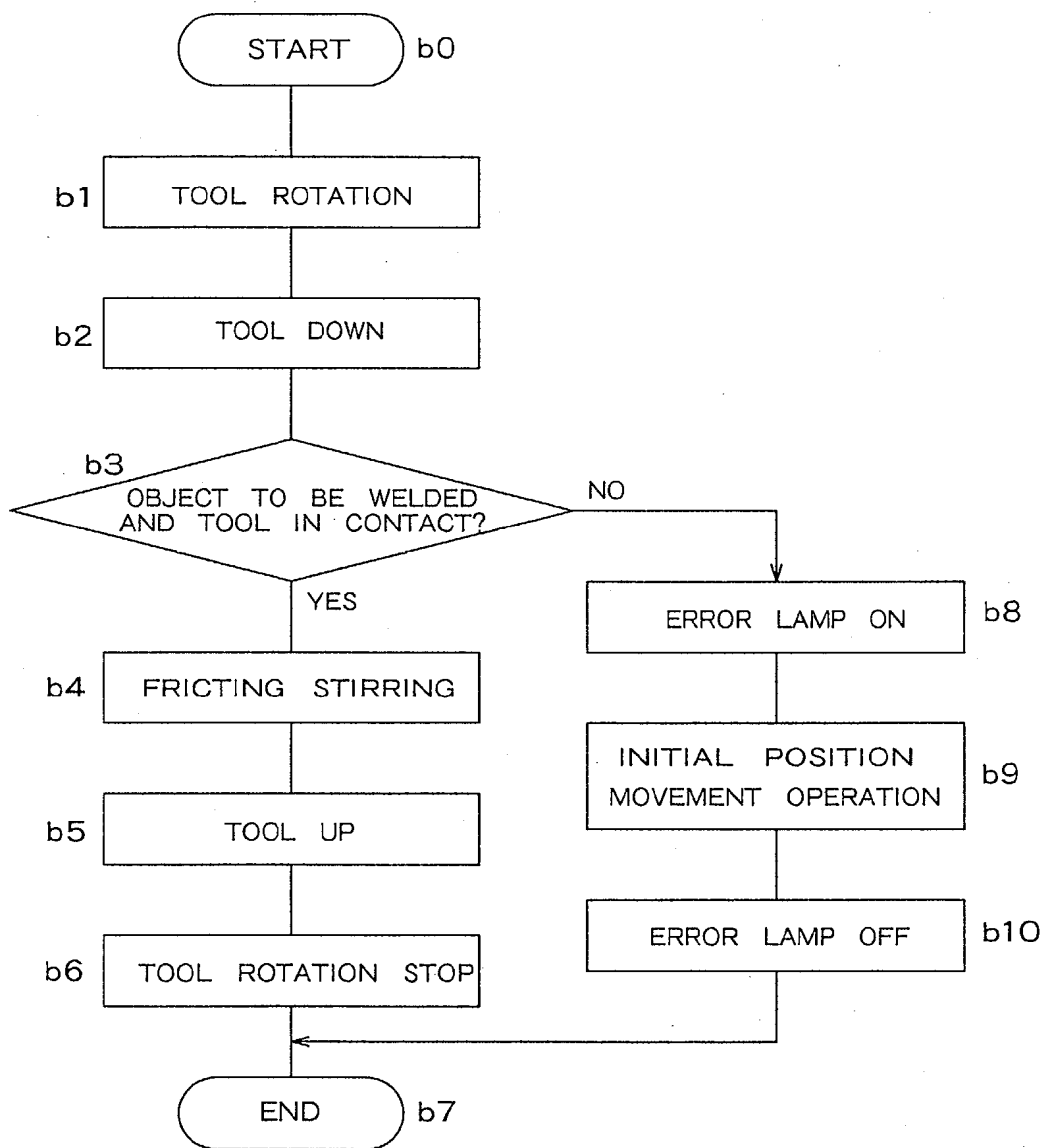 START
b0
b1
TOOL ROTATION
b2
TOOL DOWN
b3
OBJECT TO BE WELDED
AND TOOL IN CONTACT?
NO
YES
b4
FRICTING STIRRING
b5
TOOL UP
b6
TOOL ROTATION STOP
ERROR LAMP ON
b8
INITIAL POSITION
MOVEMENT OPERATION
b9
ERROR LAMP OFF
b10
END
b7